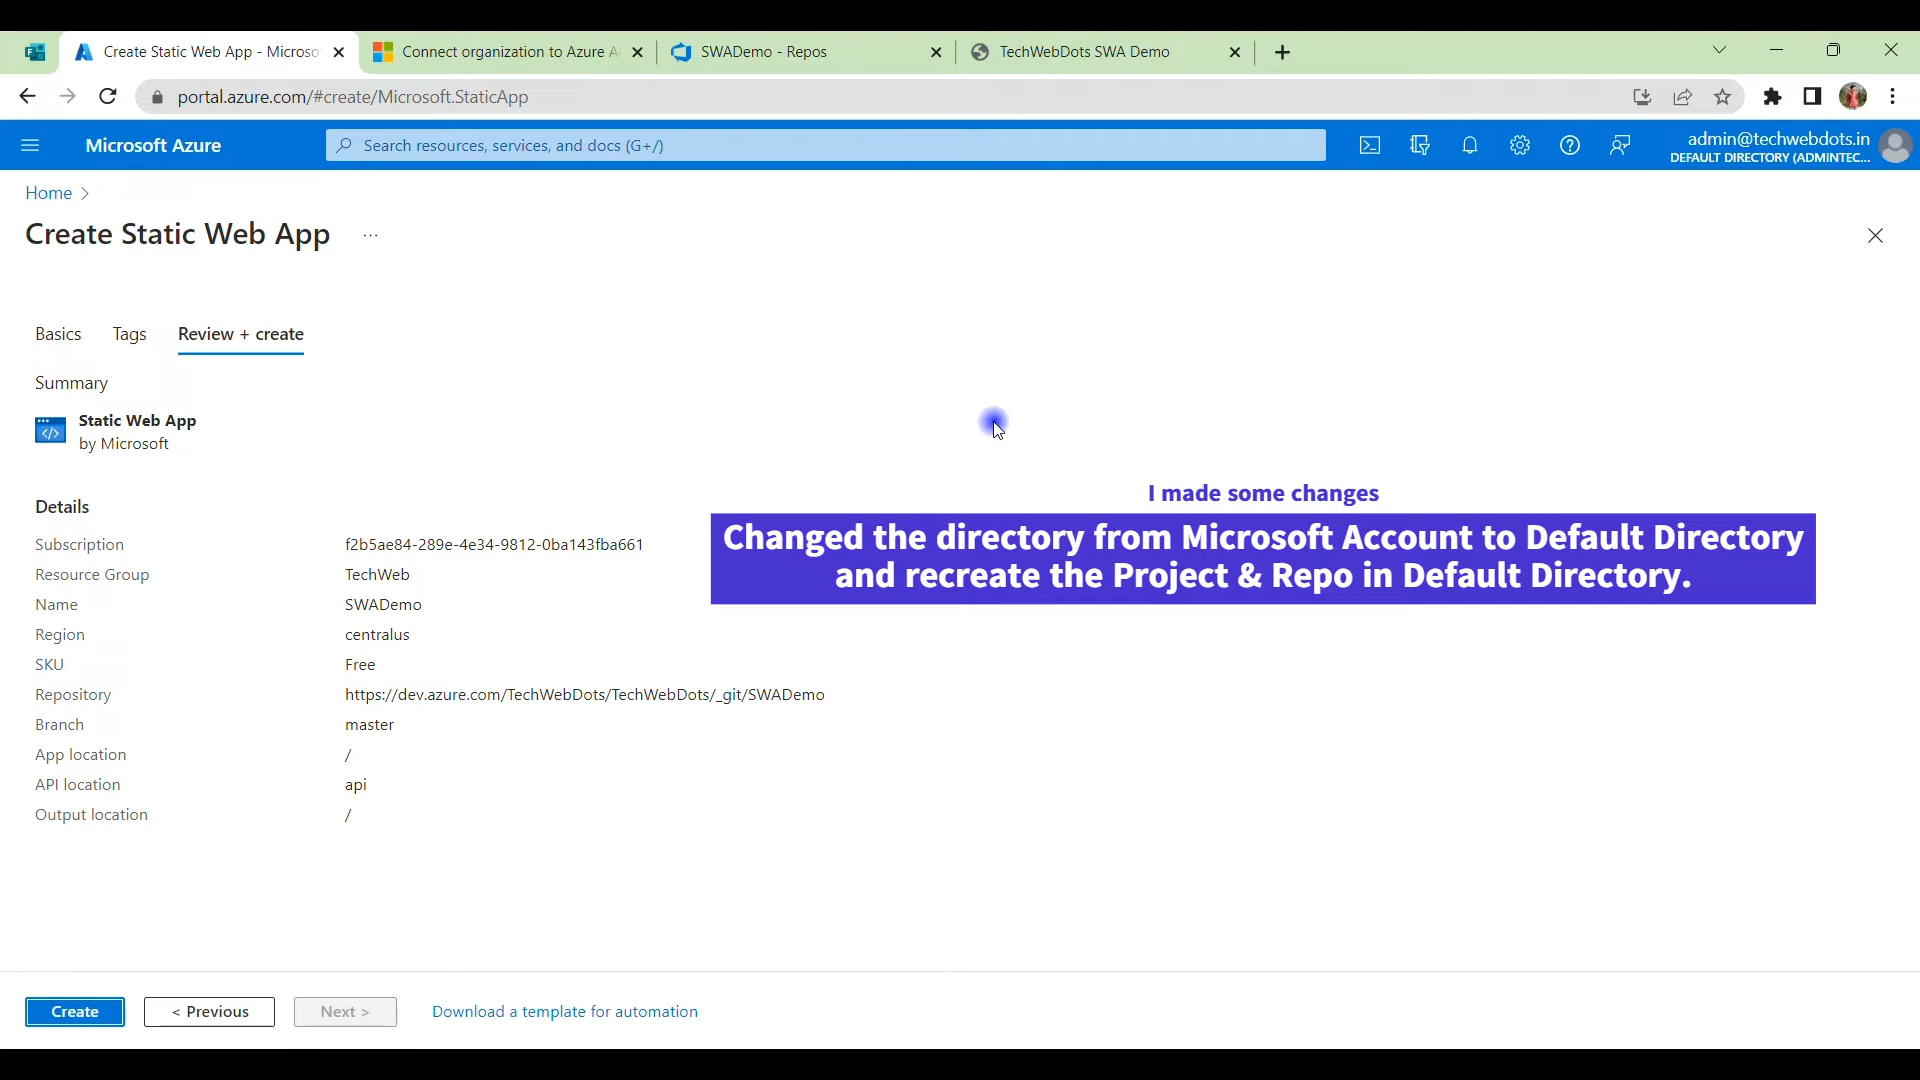 Create Static Web App - Microso
Connect organization to Azure A
SWADemo - Repos
TechWebDots SWA Demo
portal.azure.com/#create/Microsoft.StaticApp
Microsoft Azure
Search resources, services, and docs (G+/)
admin@techwebdots.in
DEFAULT DIRECTORY (ADMINTEC...
Home >
Create Static Web App ...
Basics
Tags
Review + create
Summary
Static Web App
by Microsoft
I made some changes
Changed the directory from Microsoft Account to Default Directory
and recreate the Project & Repo in Default Directory.
Details
Subscription f2b5ae84-289e-4e34-9812-0ba143fba661
Resource Group TechWeb
Name SWADemo
Region centralus
SKU Free
Repository https://dev.azure.com/TechWebDots/TechWebDots/_git/SWADemo
Branch master
App location /
API location api
Output location /
Create
< Previous
Next >
Download a template for automation